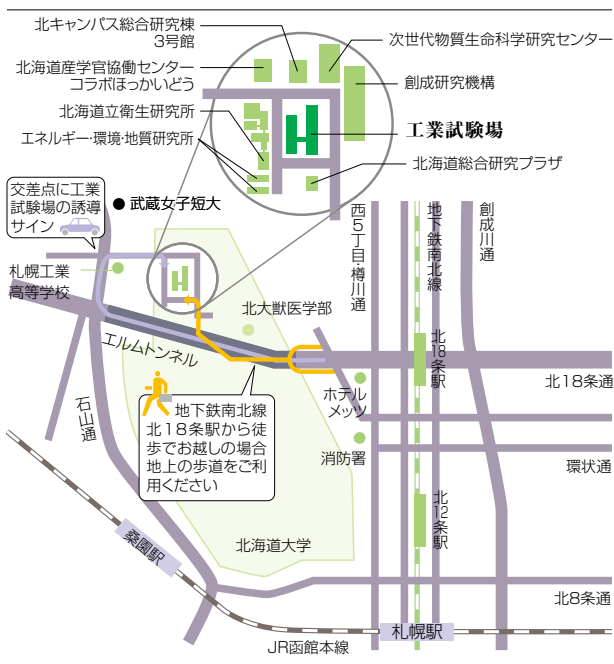 北キャンパス総合研究棟
3号館
次世代物質生命科学研究センター
北海道産学官協働センター
コラボほっかいどう
創成研究機構
北海道立衛生研究所
工業試験場
エネルギー・環境・地質研究所
北海道総合研究プラザ
交差点に工業
試験場の誘導
サイン
● 武蔵女子短大
西5丁目・樽川通
地下鉄南北線
創成川通
札幌工業
高等学校
北大獣医学部
エルムトンネル
北18条駅
北18条通
ホテル
メッツ
石山通
地下鉄南北線
北18条駅から徒
歩でお越しの場合
地上の歩道をご利
用ください
消防署
環状通
北12条駅
桑園駅
北海道大学
北8条通
札幌駅
JR函館本線